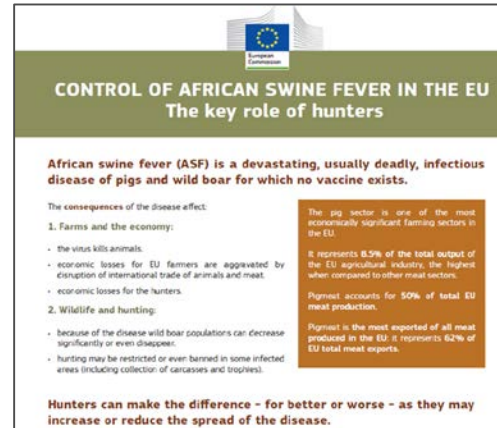 European
Commission
CONTROL OF AFRICAN SWINE FEVER IN THE EU
The key role of hunters
African swine fever (ASF) is a devastating, usually deadly, infectious
disease of pigs and wild boar for which no vaccine exists.
The consequences of the disease affect:
1. Farms and the economy:
• the virus kills animals.
• economic losses for EU farmers are aggravated by
disruption of international trade of animals and meat.
• economic losses for the hunters.
2. Wildlife and hunting:
• because of the disease wild boar populations can decrease
significantly or even disappear.
• hunting may be restricted or even banned in some infected
areas (including collection of carcasses and trophies).
The pig sector is one of the most
economically significant farming sectors in
the EU.
It represents 8.5% of the total output of
the EU agricultural industry, the highest
when compared to other meat sectors.
Pigmeat accounts for 50% of total EU
meat production.
Pigmeat is the most exported of all meat
produced in the EU: it represents 62% of
EU total meat exports.
Hunters can make the difference – for better or worse – as they may
increase or reduce the spread of the disease.